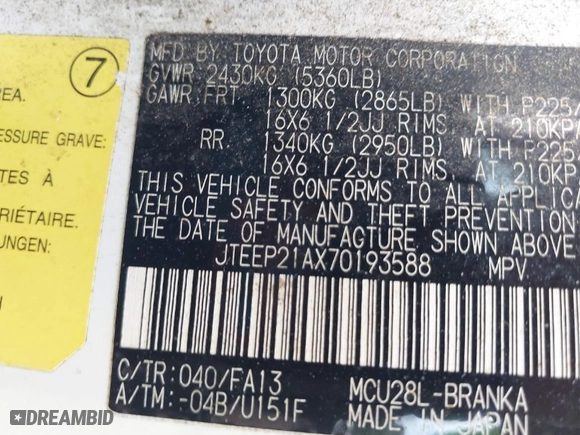 7
REA.
ESSURE GRAVE:
TES À
RIÉTAIRE.
UNGEN:
MFD BY TOYOTA MOTOR CORPORATION
GVWR 2430KG (5360LB)
GAWR:FRT 1300KG (2865LB) WITH P225/
16X6 1/2JJ RIMS AT 210KPA
RR 1340KG (2950LB) WITH P225
16X6 1/2JJ RIMS AT 210KP
THIS VEHICLE CONFORMS TO ALL APPLICA
VEHICLE SAFETY AND THEFT PREVENTION
THE DATE OF MANUFACTURE SHOWN ABOVE
JTEEP21AX70193588 MPV
C/TR:040/FA13 MCU28L-BRANKA
A/TM:-04B/U151F MADE IN JAPAN
DREAMBID